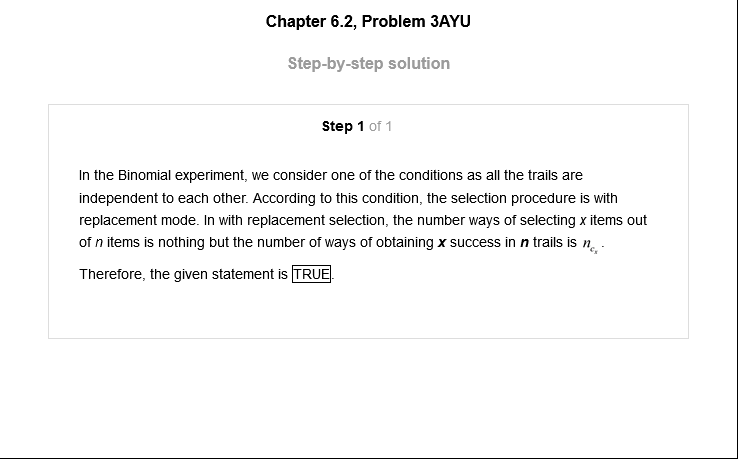 Chapter 6.2, Problem 3AYU
Step-by-step solution
Step 1 of 1
In the Binomial experiment, we consider one of the conditions as all the trails are
independent to each other. According to this condition, the selection procedure is with
replacement mode. In with replacement selection, the number ways of selecting x items out
of n items is nothing but the number of ways of obtaining x success in n trails is n_{c_x} .
Therefore, the given statement is TRUE.